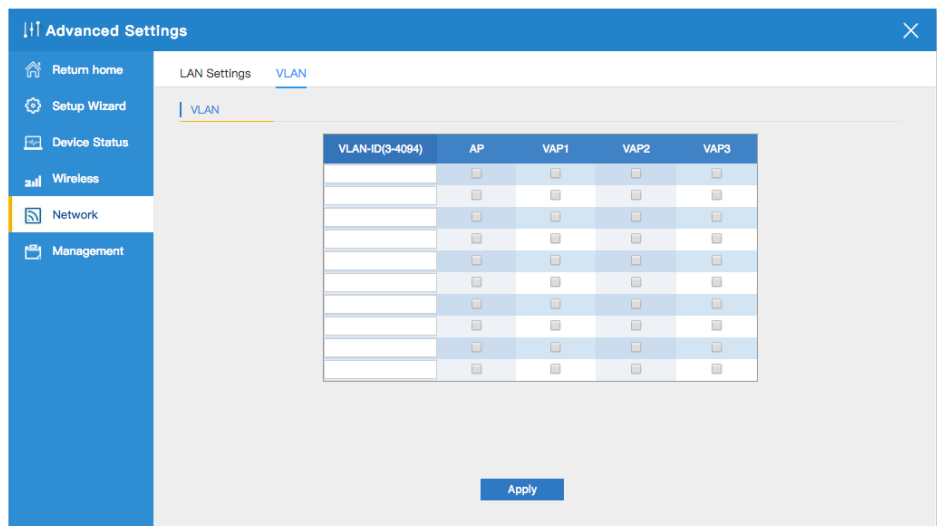 Advanced Settings
Return home
Setup Wizard
Device Status
Wireless
Network
Management
LAN Settings VLAN
VLAN
VLAN-ID(3-4094) AP VAP1 VAP2 VAP3
Apply